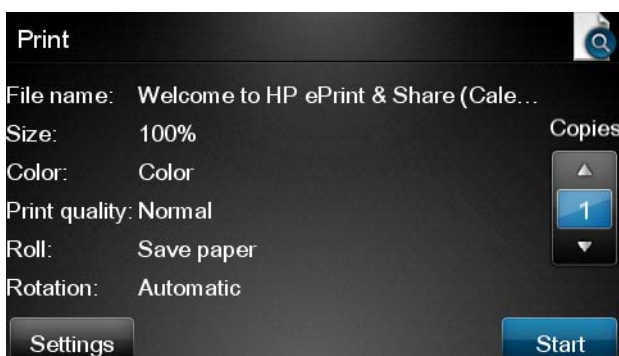 Print
File name: Welcome to HP ePrint & Share (Cale...
Size: 100%
Copies
Color: Color
Print quality: Normal
1
Roll: Save paper
Rotation: Automatic
Settings
Start